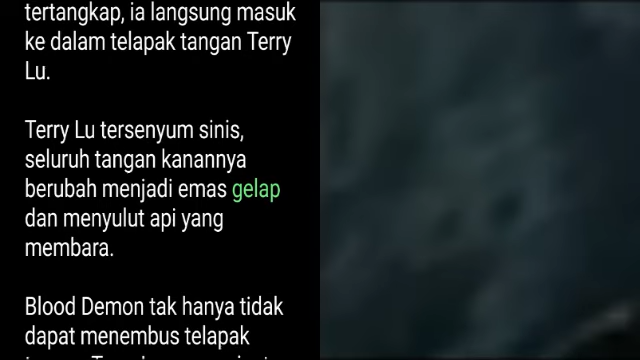 tertangkap, ia langsung masuk
ke dalam telapak tangan Terry
Lu.
Terry Lu tersenyum sinis,
seluruh tangan kanannya
berubah menjadi emas gelap
dan menyulut api yang
membara.
Blood Demon tak hanya tidak
dapat menembus telapak